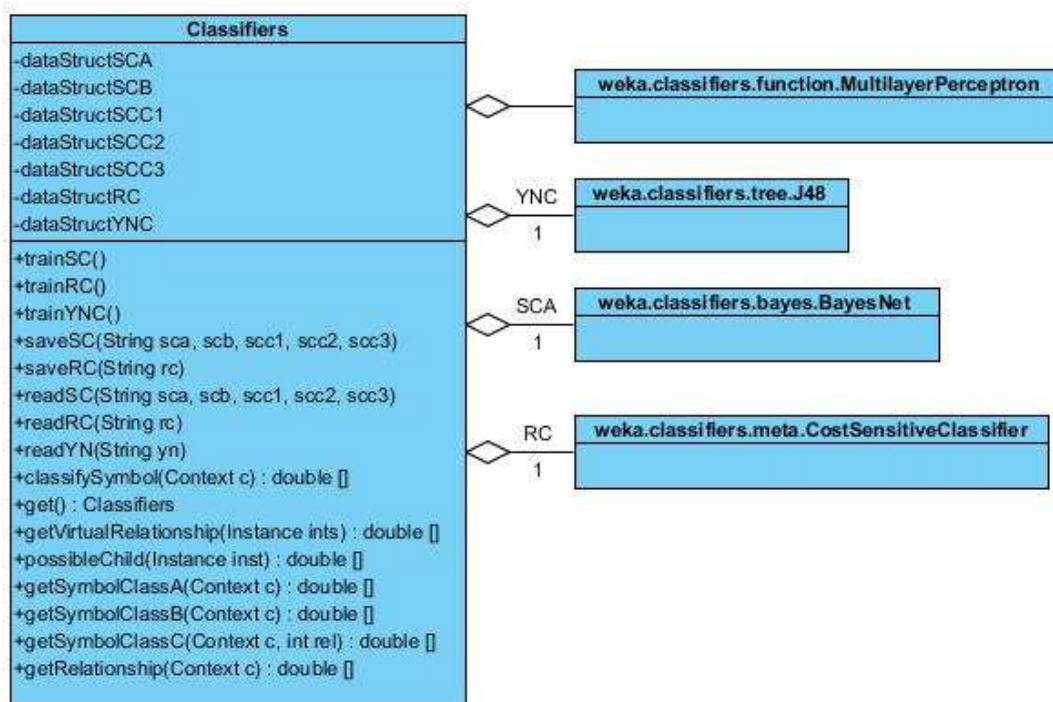 Classifiers
-dataStructSCA
-dataStructSCB
-dataStructSCC1
-dataStructSCC2
-dataStructSCC3
-dataStructRC
-dataStructYNC
+trainSC()
+trainRC()
+trainYNC()
+saveSC(String sca, scb, scc1, scc2, scc3)
+saveRC(String rc)
+readSC(String sca, scb, scc1, scc2, scc3)
+readRC(String rc)
+readYN(String yn)
+classifySymbol(Context c) : double []
+get() : Classifiers
+getVirtualRelationship(Instance ints) : double []
+possibleChild(Instance inst) : double []
+getSymbolClassA(Context c) : double []
+getSymbolClassB(Context c) : double []
+getSymbolClassC(Context c, int rel) : double []
+getRelationship(Context c) : double []
weka.classifiers.function.MultilayerPerceptron
YNC
1
weka.classifiers.tree.J48
SCA
1
weka.classifiers.bayes.BayesNet
RC
1
weka.classifiers.meta.CostSensitiveClassifier